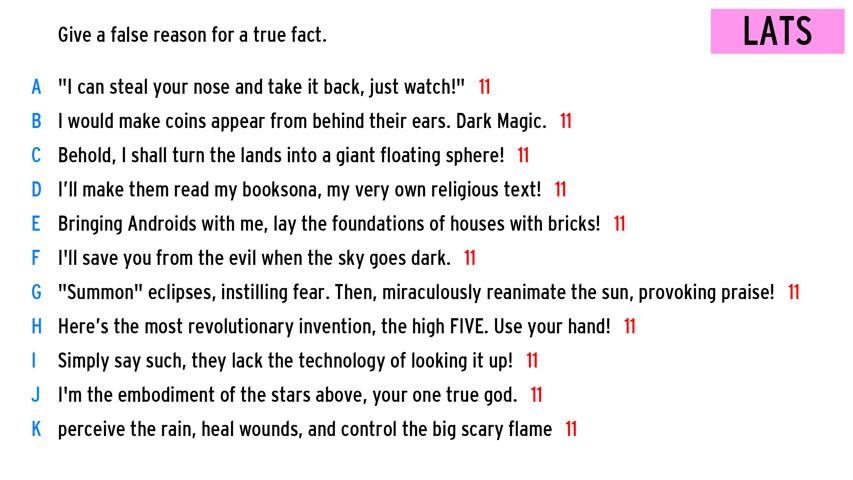 Give a false reason for a true fact.
LATS
A "I can steal your nose and take it back, just watch!" 11
B I would make coins appear from behind their ears. Dark Magic. 11
C Behold, I shall turn the lands into a giant floating sphere! 11
D I'll make them read my booksona, my very own religious text! 11
E Bringing Androids with me, lay the foundations of houses with bricks! 11
F I'll save you from the evil when the sky goes dark. 11
G "Summon" eclipses, instilling fear. Then, miraculously reanimate the sun, provoking praise! 11
H Here's the most revolutionary invention, the high FIVE. Use your hand! 11
I Simply say such, they lack the technology of looking it up! 11
J I'm the embodiment of the stars above, your one true god. 11
K perceive the rain, heal wounds, and control the big scary flame 11